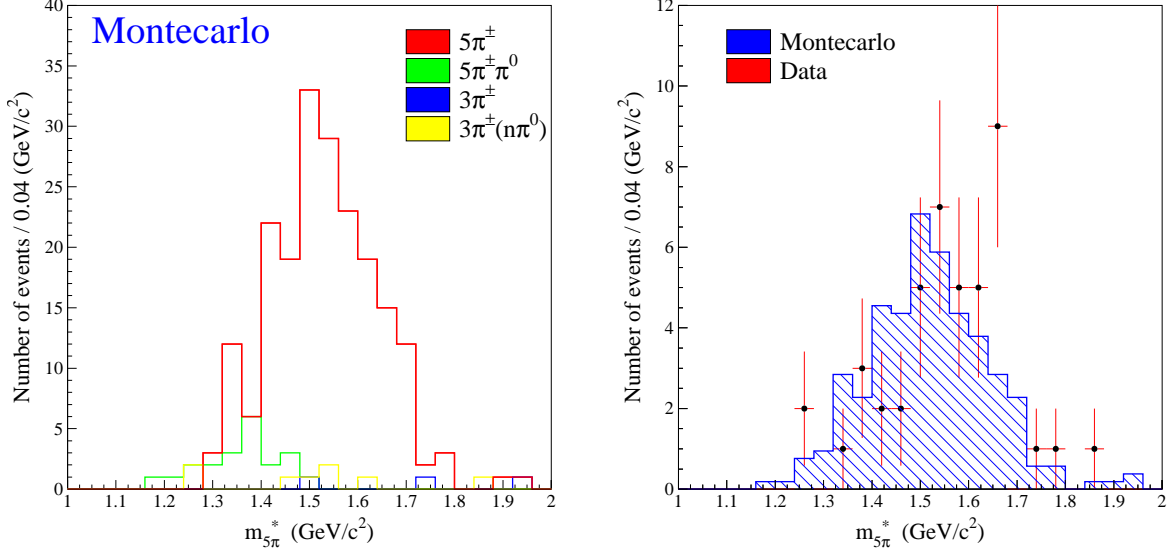 Montecarlo
5π±
5π±π⁰
3π±
3π±(nπ⁰)
Number of events / 0.04 (GeV/c²)
40
35
30
25
20
15
10
5
0
1 1.1 1.2 1.3 1.4 1.5 1.6 1.7 1.8 1.9 2
m₅π* (GeV/c²)
Montecarlo
Data
Number of events / 0.04 (GeV/c²)
12
10
8
6
4
2
0
1 1.1 1.2 1.3 1.4 1.5 1.6 1.7 1.8 1.9 2
m₅π* (GeV/c²)